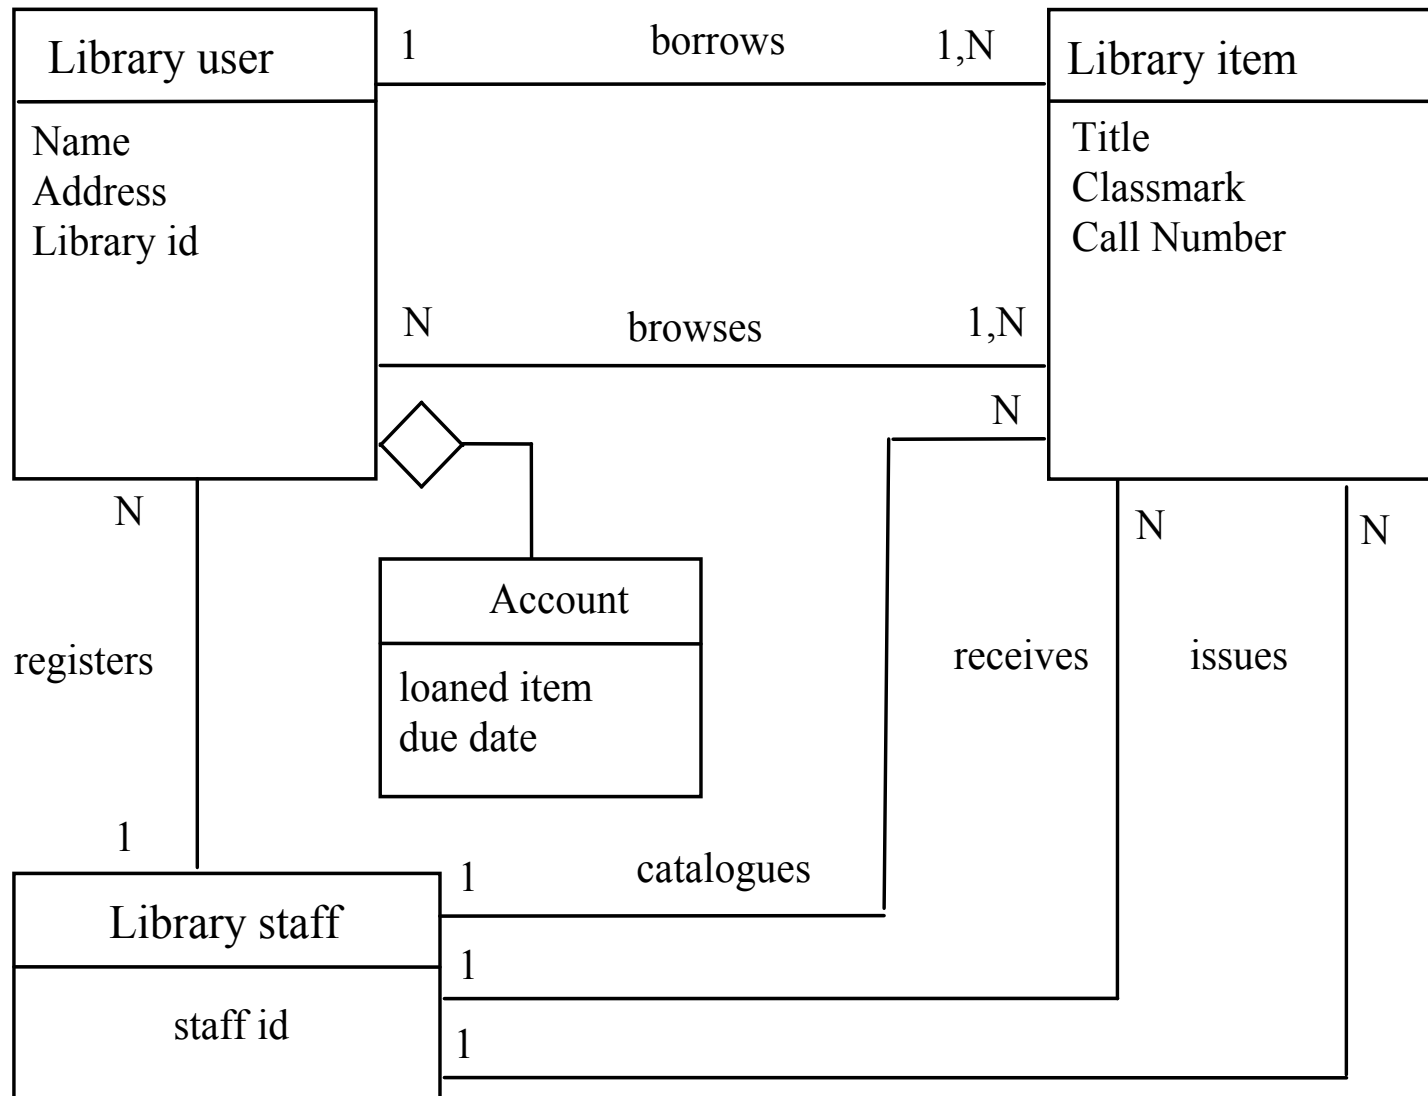 Library user
1
borrows
1,N
Library item
Name
Address
Library id
Title
Classmark
Call Number
N
browses
1,N
N
N
N
N
Account
registers
receives
issues
loaned item
due date
1
1
catalogues
Library staff
1
staff id
1